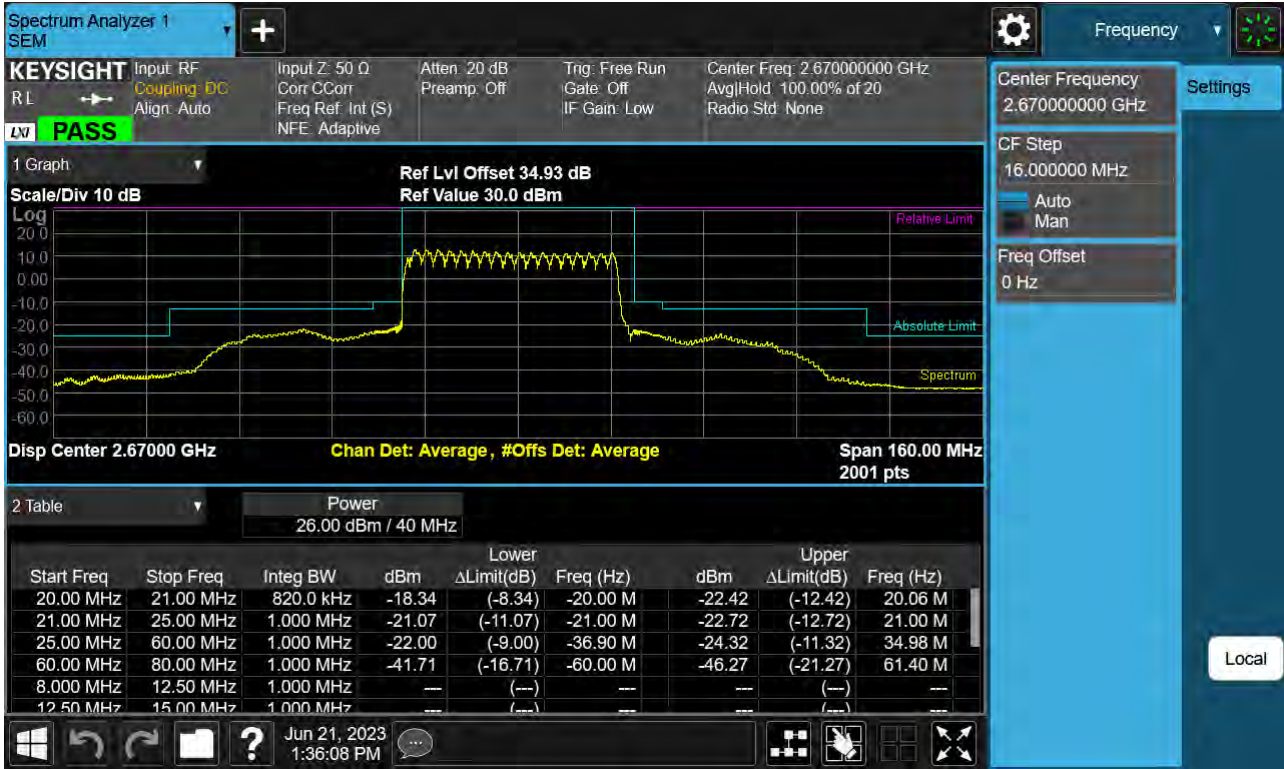 Spectrum Analyzer 1
SEM
+
Frequency
KEYSIGHT
RL
LXI
PASS
Input: RF
Coupling: DC
Align: Auto
Input Z: 50 Ω
Corr CCorr
Freq Ref: Int (S)
NFE: Adaptive
Atten: 20 dB
Preamp: Off
Trig: Free Run
Gate: Off
IF Gain: Low
Center Freq: 2.670000000 GHz
Avg|Hold: 100.00% of 20
Radio Std: None
Center Frequency
2.670000000 GHz
Settings
CF Step
16.000000 MHz
Auto
Man
Freq Offset
0 Hz
Local
1 Graph
Scale/Div 10 dB
Ref Lvl Offset 34.93 dB
Ref Value 30.0 dBm
Log
20.0
10.0
0.00
-10.0
-20.0
-30.0
-40.0
-50.0
-60.0
Relative Limit
Absolute Limit
Spectrum
Disp Center 2.67000 GHz
Chan Det: Average, #Offs Det: Average
Span 160.00 MHz
2001 pts
2 Table
Power
26.00 dBm / 40 MHz
Lower Upper
Start Freq Stop Freq Integ BW dBm ΔLimit(dB) Freq (Hz) dBm ΔLimit(dB) Freq (Hz)
20.00 MHz 21.00 MHz 820.0 kHz -18.34 (-8.34) -20.00 M -22.42 (-12.42) 20.06 M
21.00 MHz 25.00 MHz 1.000 MHz -21.07 (-11.07) -21.00 M -22.72 (-12.72) 21.00 M
25.00 MHz 60.00 MHz 1.000 MHz -22.00 (-9.00) -36.90 M -24.32 (-11.32) 34.98 M
60.00 MHz 80.00 MHz 1.000 MHz -41.71 (-16.71) -60.00 M -46.27 (-21.27) 61.40 M
8.000 MHz 12.50 MHz 1.000 MHz --- (---) --- --- (---) ---
12.50 MHz 15.00 MHz 1.000 MHz --- (---) --- --- (---) ---
?
Jun 21, 2023
1:36:08 PM